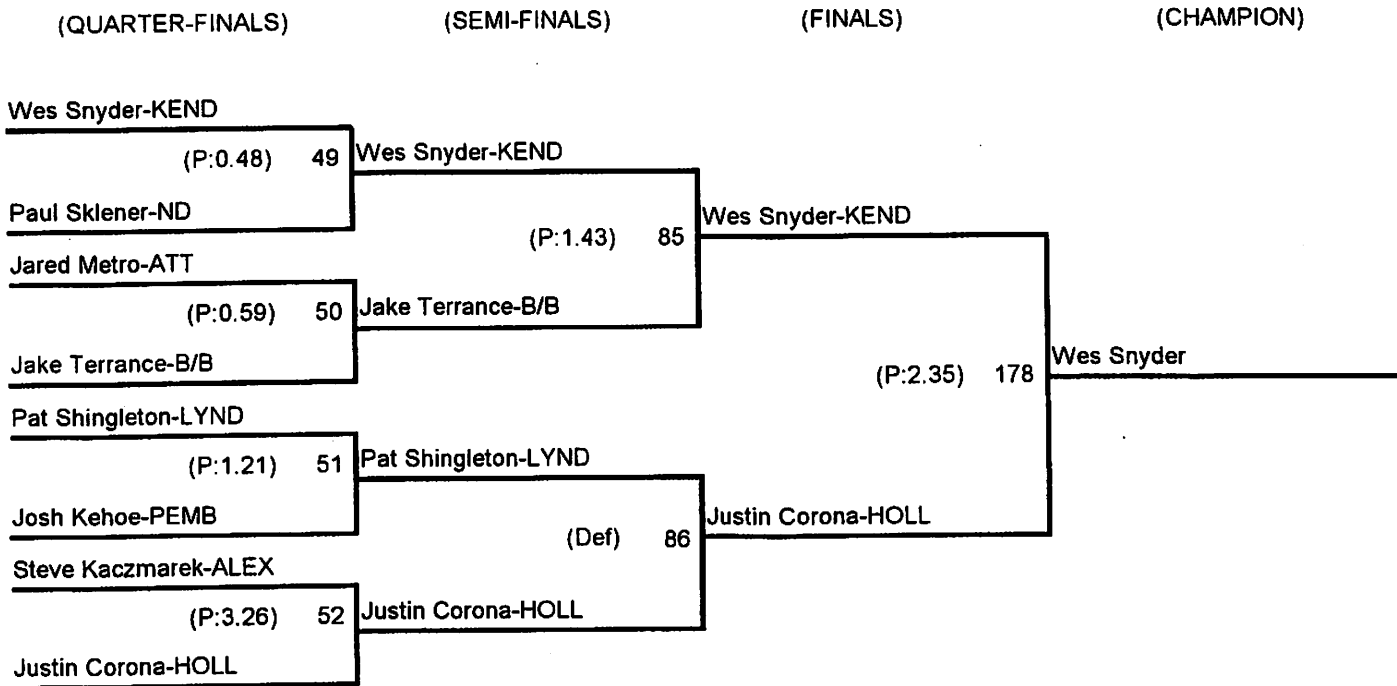 (QUARTER-FINALS) (SEMI-FINALS) (FINALS) (CHAMPION)
Wes Snyder-KEND
(P:0.48) 49 Wes Snyder-KEND
Paul Sklener-ND Wes Snyder-KEND
(P:1.43) 85
Jared Metro-ATT
(P:0.59) 50 Jake Terrance-B/B
Jake Terrance-B/B Wes Snyder
(P:2.35) 178
Pat Shingleton-LYND
(P:1.21) 51 Pat Shingleton-LYND
Josh Kehoe-PEMB Justin Corona-HOLL
(Def) 86
Steve Kaczmarek-ALEX
(P:3.26) 52 Justin Corona-HOLL
Justin Corona-HOLL